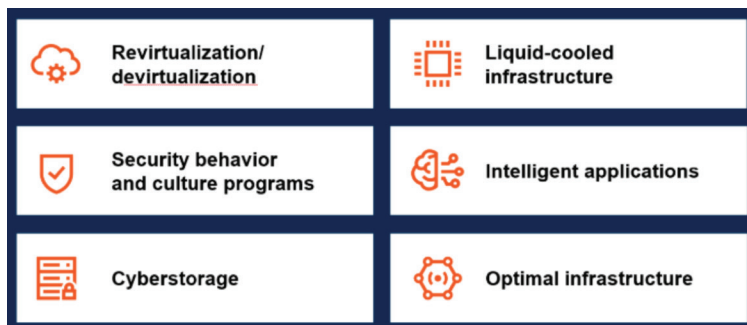 Revirtualization/
devirtualization
Liquid-cooled
infrastructure
Security behavior
and culture programs
Intelligent applications
Cyberstorage
Optimal infrastructure